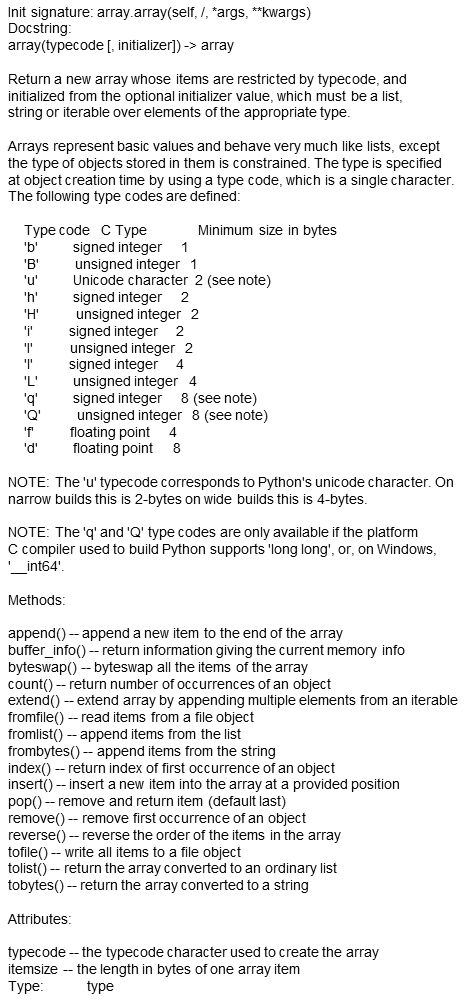 Init signature: array.array(self, /, *args, **kwargs)
Docstring:
array(typecode [, initializer]) -> array

Return a new array whose items are restricted by typecode, and
initialized from the optional initializer value, which must be a list,
string or iterable over elements of the appropriate type.

Arrays represent basic values and behave very much like lists, except
the type of objects stored in them is constrained. The type is specified
at object creation time by using a type code, which is a single character.
The following type codes are defined:

Type code C Type Minimum size in bytes
'b' signed integer 1
'B' unsigned integer 1
'u' Unicode character 2 (see note)
'h' signed integer 2
'H' unsigned integer 2
'i' signed integer 2
'I' unsigned integer 2
'l' signed integer 4
'L' unsigned integer 4
'q' signed integer 8 (see note)
'Q' unsigned integer 8 (see note)
'f' floating point 4
'd' floating point 8

NOTE: The 'u' typecode corresponds to Python's unicode character. On
narrow builds this is 2-bytes on wide builds this is 4-bytes.

NOTE: The 'q' and 'Q' type codes are only available if the platform
C compiler used to build Python supports 'long long', or, on Windows,
'__int64'.

Methods:

append() -- append a new item to the end of the array
buffer_info() -- return information giving the current memory info
byteswap() -- byteswap all the items of the array
count() -- return number of occurrences of an object
extend() -- extend array by appending multiple elements from an iterable
fromfile() -- read items from a file object
fromlist() -- append items from the list
frombytes() -- append items from the string
index() -- return index of first occurrence of an object
insert() -- insert a new item into the array at a provided position
pop() -- remove and return item (default last)
remove() -- remove first occurrence of an object
reverse() -- reverse the order of the items in the array
tofile() -- write all items to a file object
tolist() -- return the array converted to an ordinary list
tobytes() -- return the array converted to a string

Attributes:

typecode -- the typecode character used to create the array
itemsize -- the length in bytes of one array item
Type: type